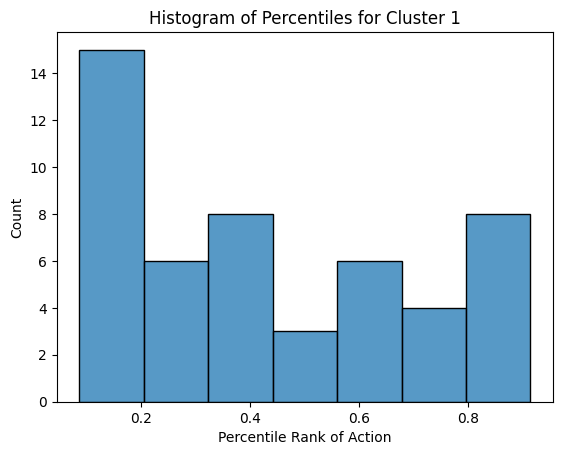 Histogram of Percentiles for Cluster 1
14
12
10
8
6
4
2
0
Count
0.2 0.4 0.6 0.8
Percentile Rank of Action